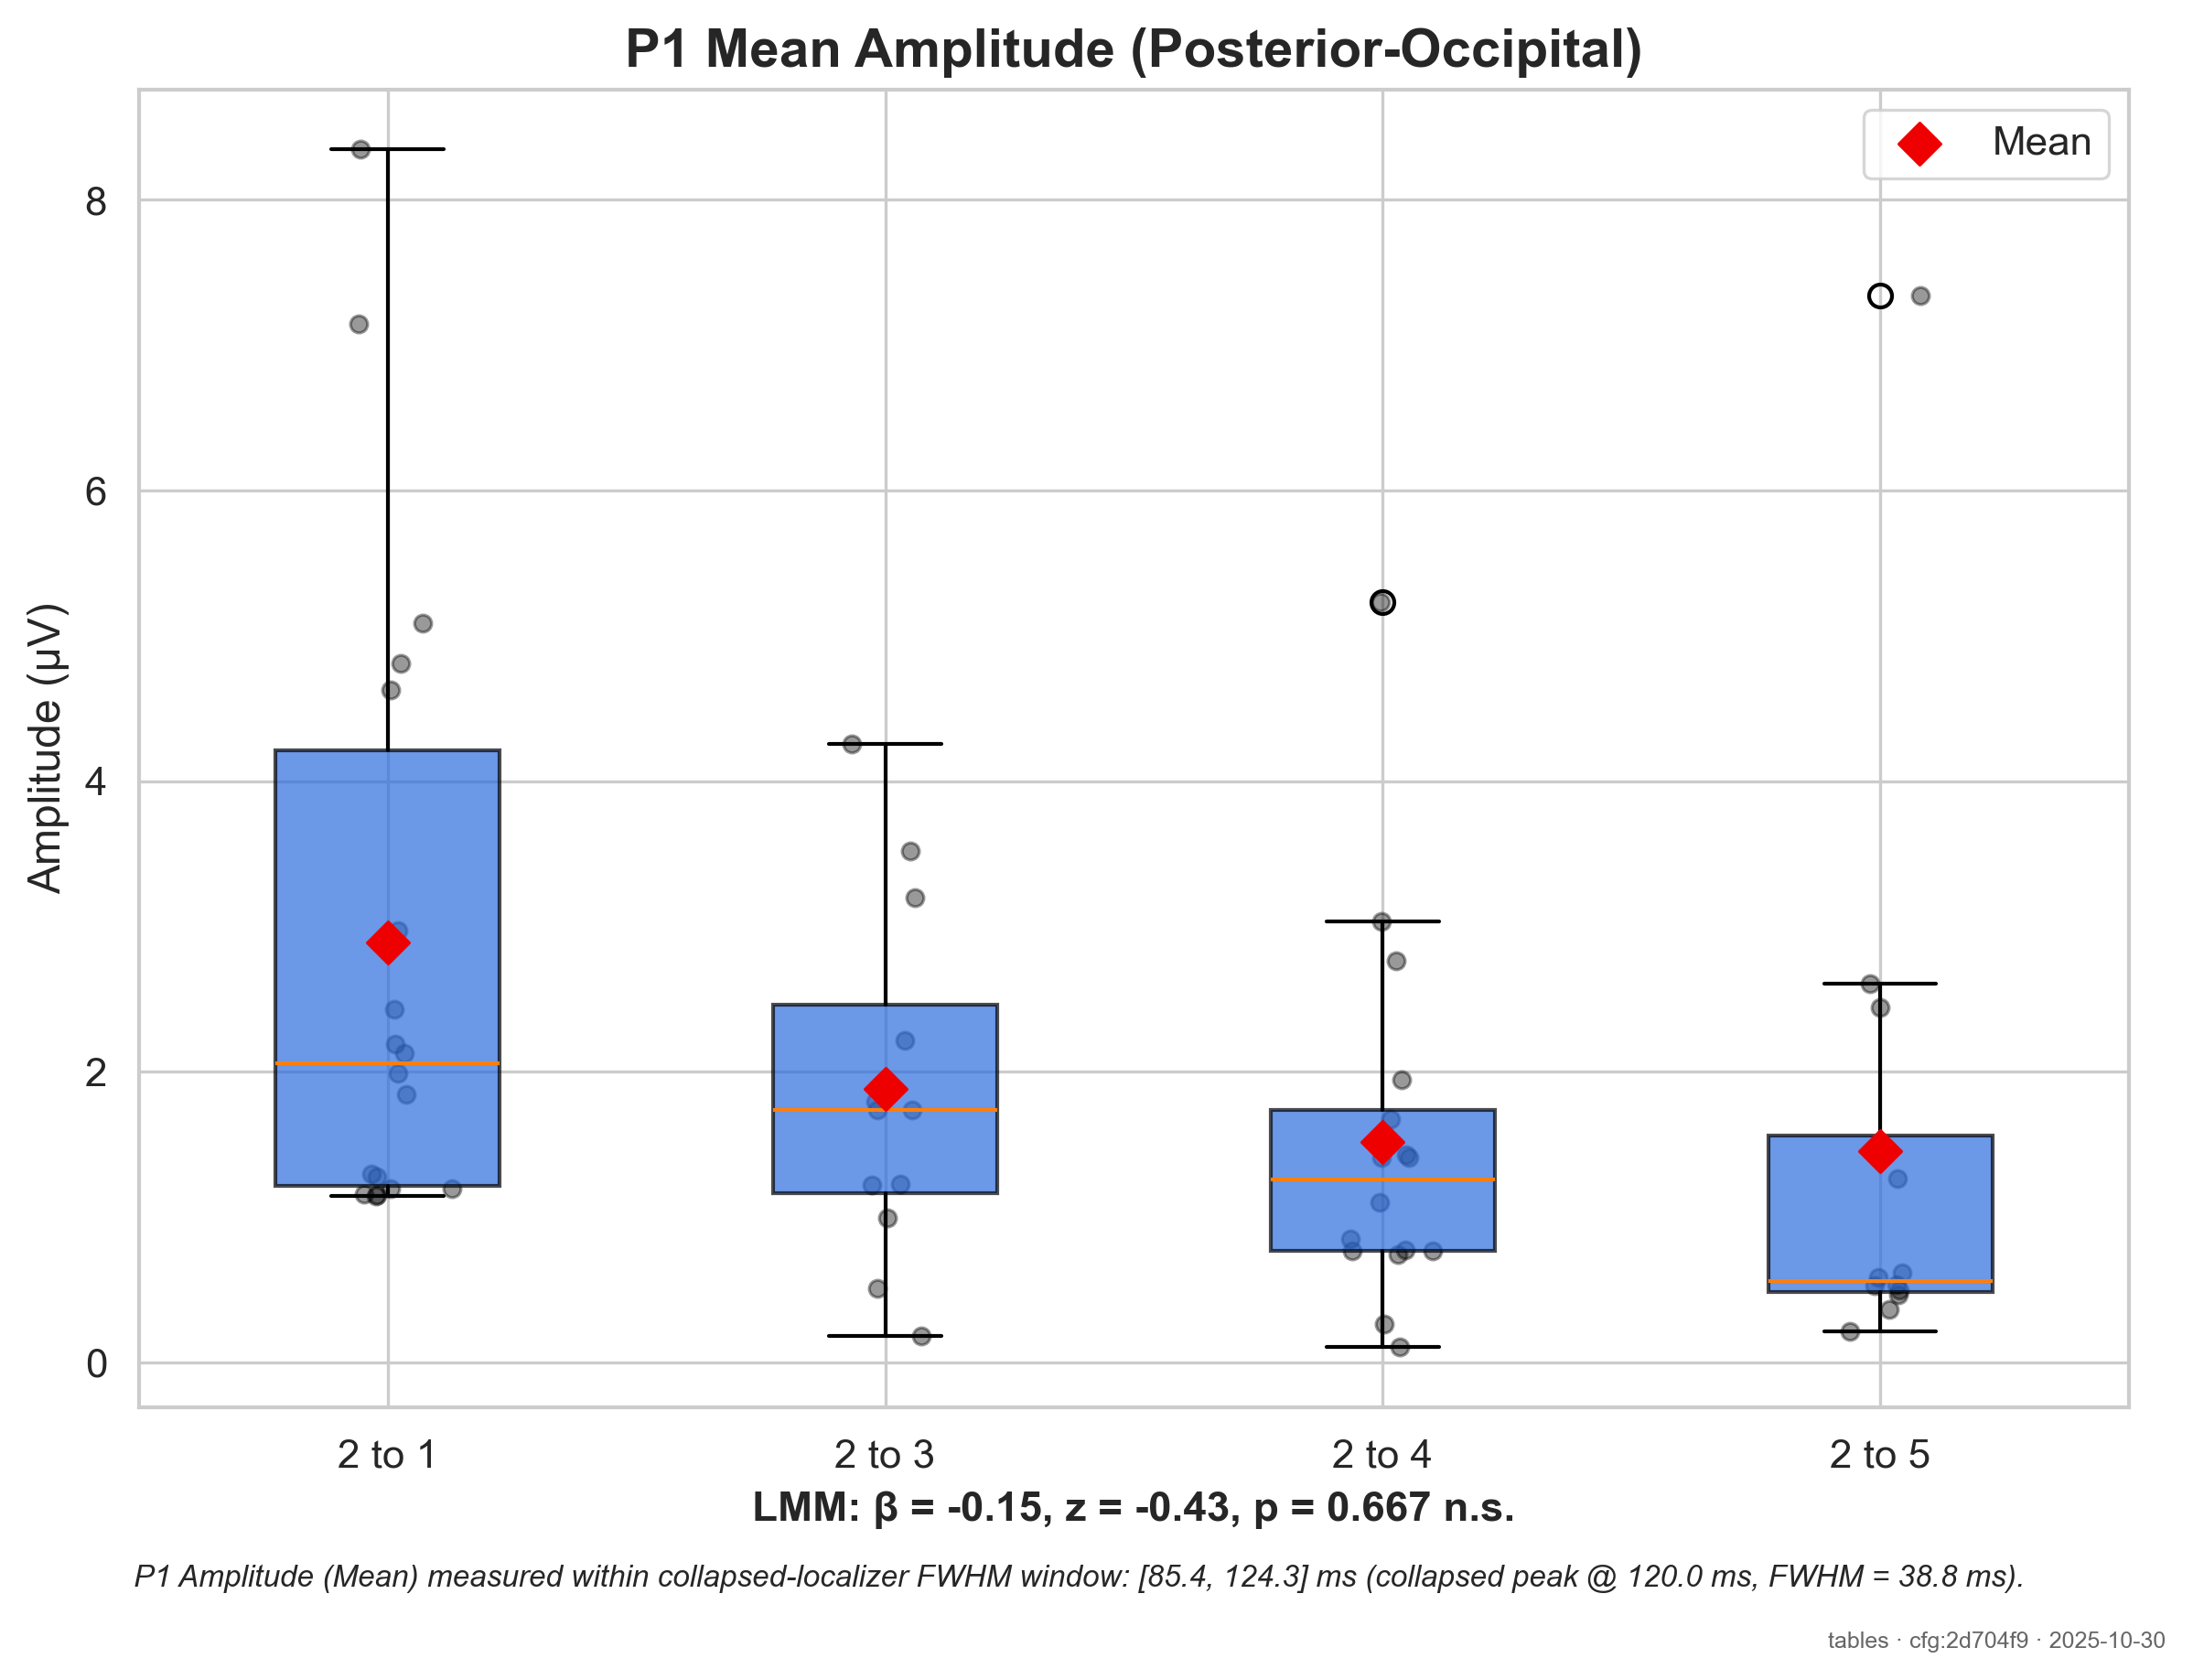 P1 Mean Amplitude (Posterior-Occipital)
Mean
8
6
4
2
0
Amplitude (µV)
2 to 1
2 to 3
2 to 4
2 to 5
LMM: β = -0.15, z = -0.43, p = 0.667 n.s.
P1 Amplitude (Mean) measured within collapsed-localizer FWHM window: [85.4, 124.3] ms (collapsed peak @ 120.0 ms, FWHM = 38.8 ms).
tables · cfg:2d704f9 · 2025-10-30